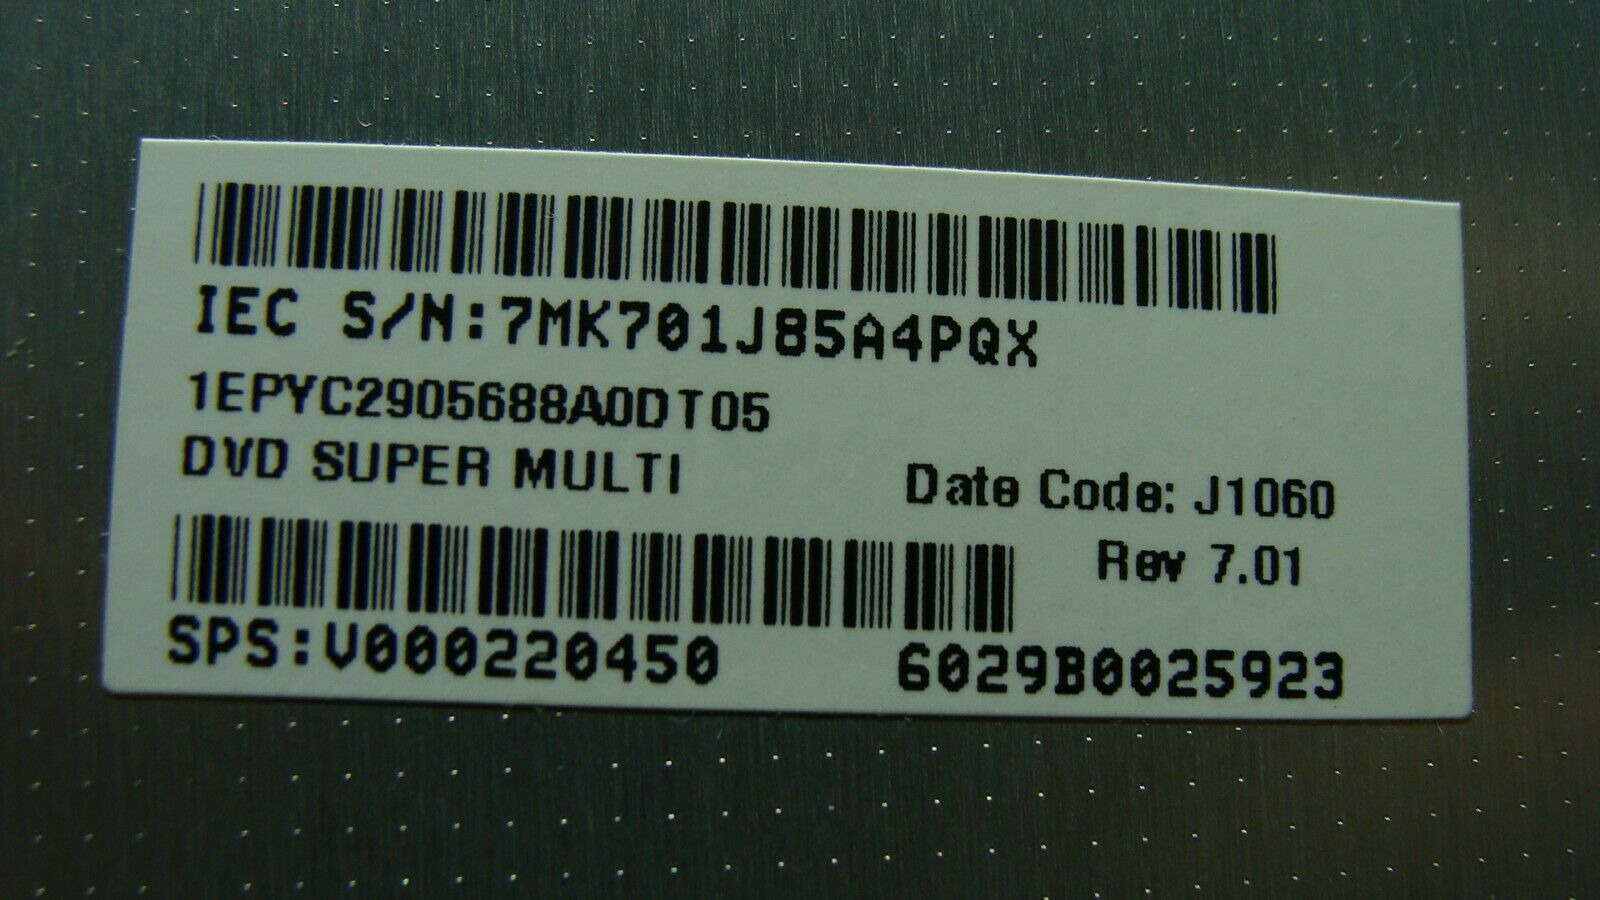 IEC S/N:7MK701J85A4PQX
1EPYC2905688A0DT05
DVD SUPER MULTI
Date Code: J1060
Rev 7.01
SPS:V000220450 6029B0025923